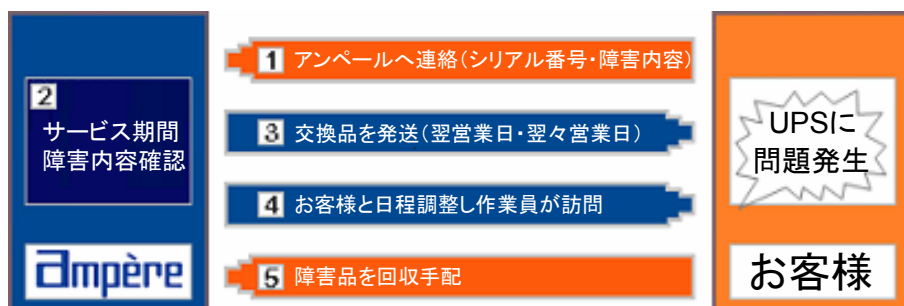 1 アンペールへ連絡(シリアル番号・障害内容)
2
サービス期間
障害内容確認
3 交換品を発送(翌営業日・翌々営業日)
4 お客様と日程調整し作業員が訪問
5 障害品を回収手配
ampère
UPSに
問題発生
お客様